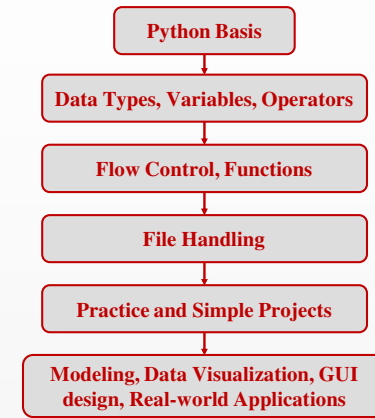 Python Basis
Data Types, Variables, Operators
Flow Control, Functions
File Handling
Practice and Simple Projects
Modeling, Data Visualization, GUI
design, Real-world Applications